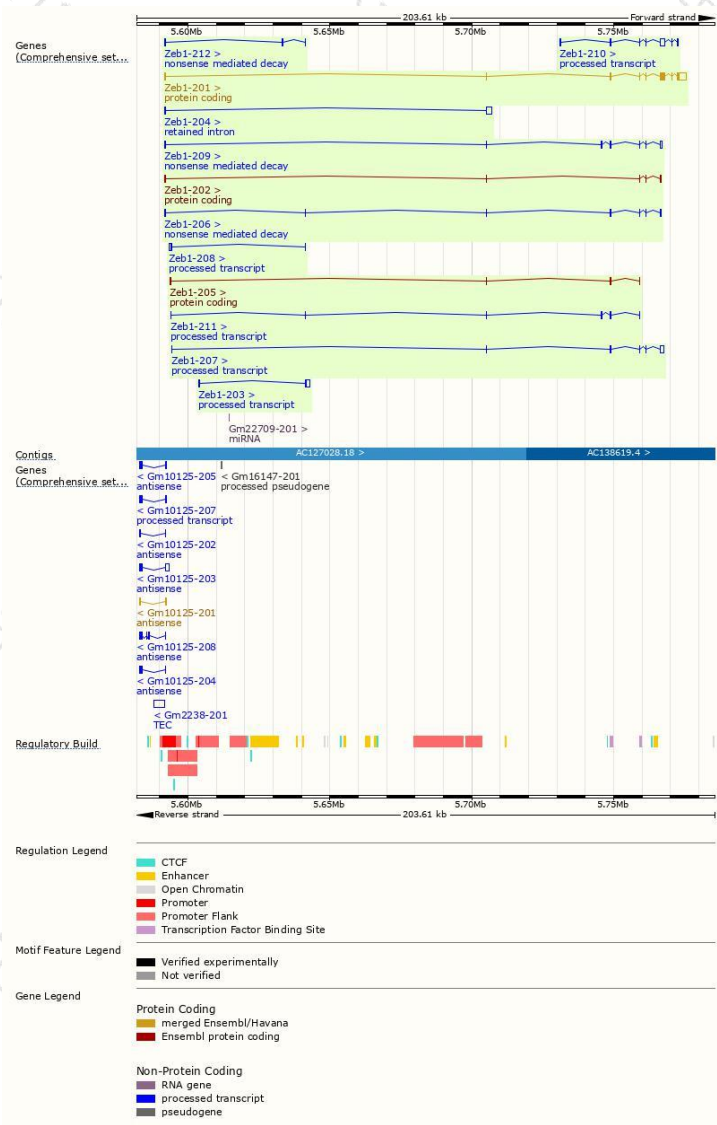 203.61 kb Forward strand
5.60Mb 5.65Mb 5.70Mb 5.75Mb
Genes
(Comprehensive set...
Zeb1-212 > Zeb1-210 >
nonsense mediated decay processed transcript
Zeb1-201 >
protein coding
Zeb1-204 >
retained intron
Zeb1-209 >
nonsense mediated decay
Zeb1-202 >
protein coding
Zeb1-206 >
nonsense mediated decay
Zeb1-208 >
processed transcript
Zeb1-205 >
protein coding
Zeb1-211 >
processed transcript
Zeb1-207 >
processed transcript
Zeb1-203 >
processed transcript
Gm22709-201 >
miRNA
Contigs AC127028.18 > AC138619.4 >
Genes
(Comprehensive set...
< Gm10125-205 < Gm16147-201
antisense processed pseudogene
< Gm10125-207
processed transcript
< Gm10125-202
antisense
< Gm10125-203
antisense
< Gm10125-201
antisense
< Gm10125-208
antisense
< Gm10125-204
antisense
< Gm2238-201
TEC
Regulatory Build
5.60Mb 5.65Mb 5.70Mb 5.75Mb
Reverse strand 203.61 kb
Regulation Legend
CTCF
Enhancer
Open Chromatin
Promoter
Promoter Flank
Transcription Factor Binding Site
Motif Feature Legend
Verified experimentally
Not verified
Gene Legend
Protein Coding
merged Ensembl/Havana
Ensembl protein coding
Non-Protein Coding
RNA gene
processed transcript
pseudogene